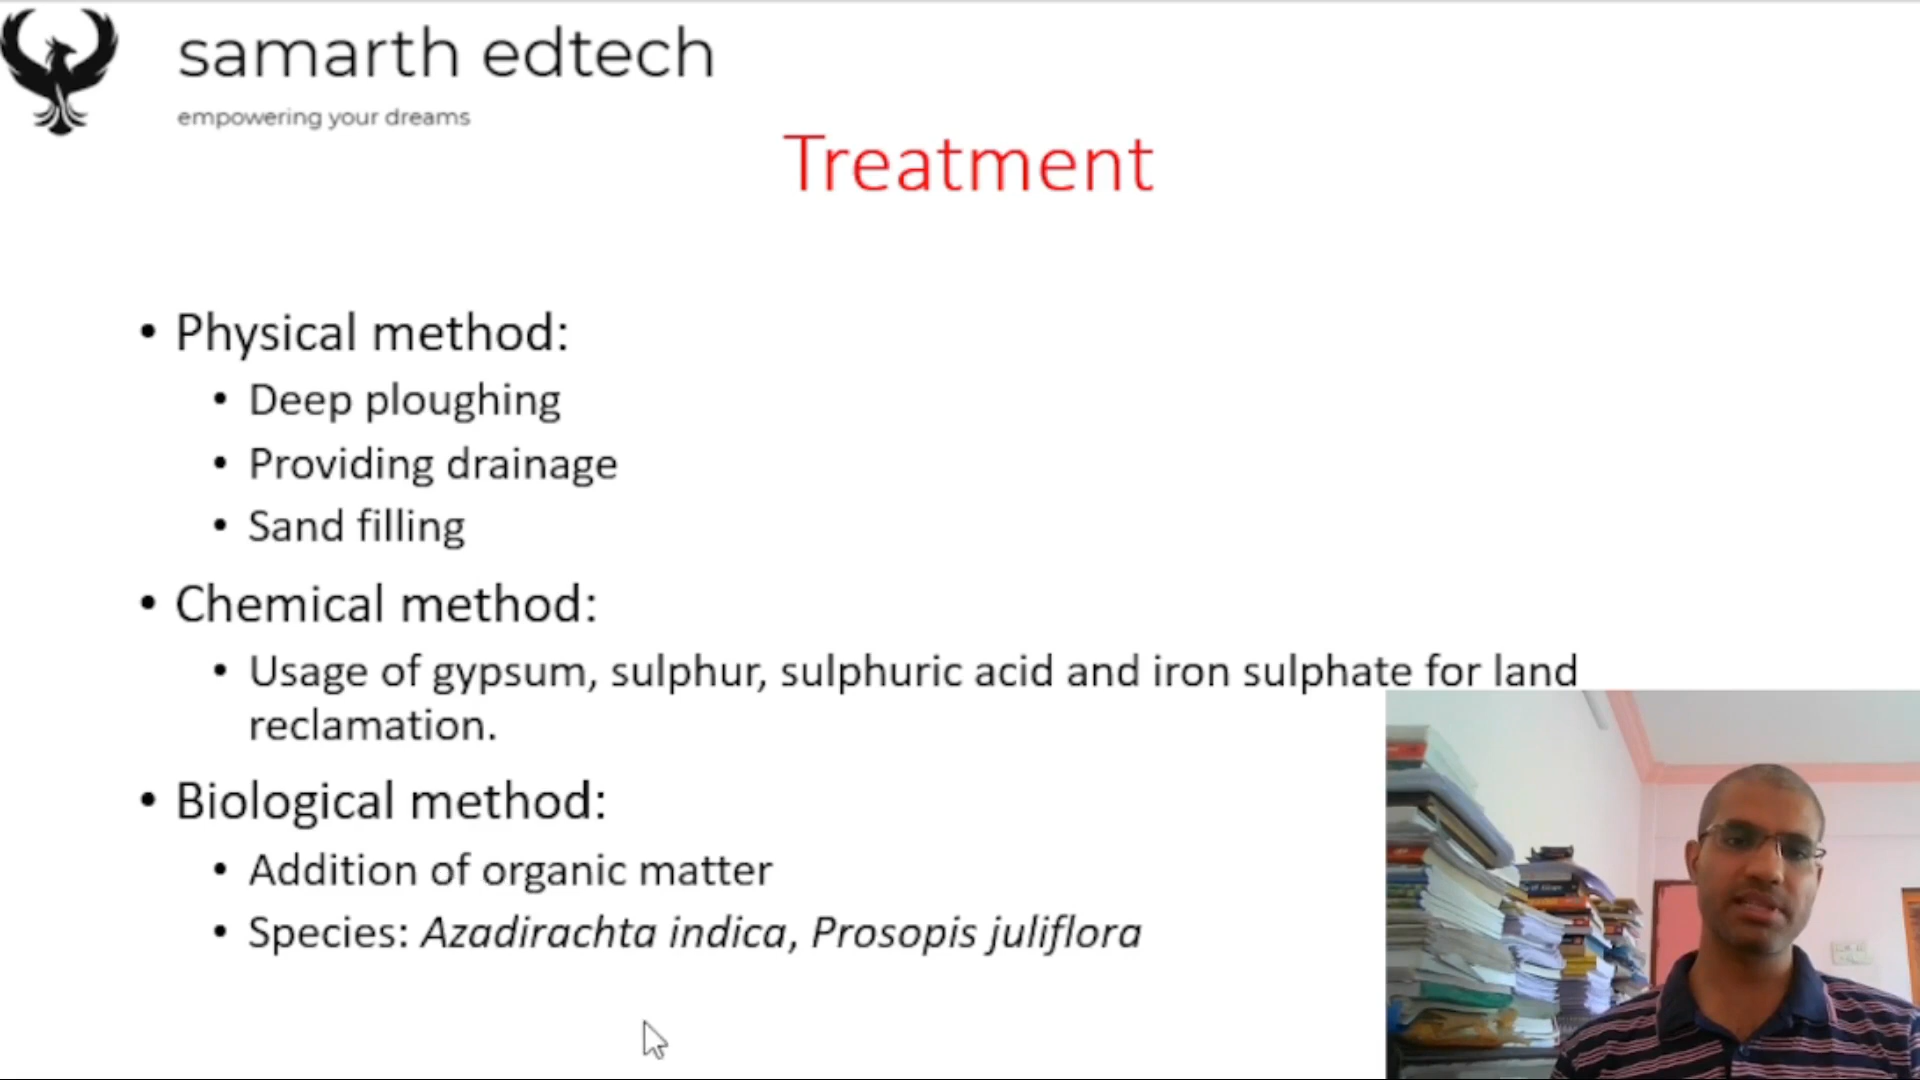 samarth edtech
empowering your dreams
Treatment
• Physical method:
• Deep ploughing
• Providing drainage
• Sand filling
• Chemical method:
• Usage of gypsum, sulphur, sulphuric acid and iron sulphate for land
reclamation.
• Biological method:
• Addition of organic matter
• Species: Azadirachta indica, Prosopis juliflora